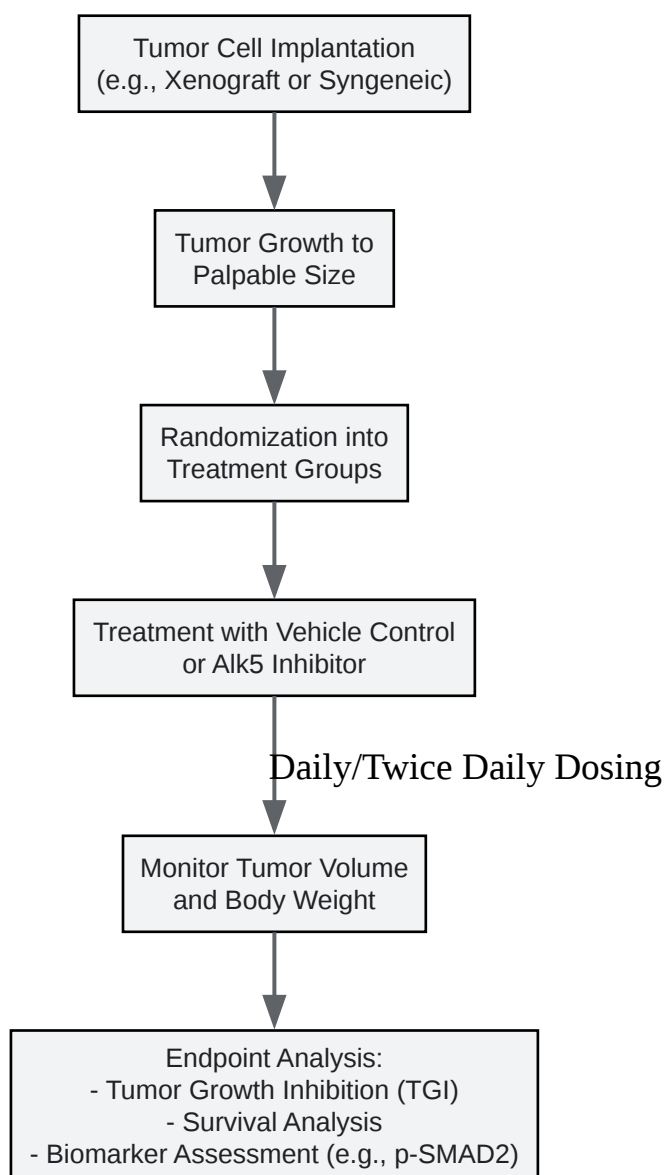 Tumor Cell Implantation
(e.g., Xenograft or Syngeneic)
Tumor Growth to
Palpable Size
Randomization into
Treatment Groups
Treatment with Vehicle Control
or Alk5 Inhibitor
Daily/Twice Daily Dosing
Monitor Tumor Volume
and Body Weight
Endpoint Analysis:
- Tumor Growth Inhibition (TGI)
- Survival Analysis
- Biomarker Assessment (e.g., p-SMAD2)